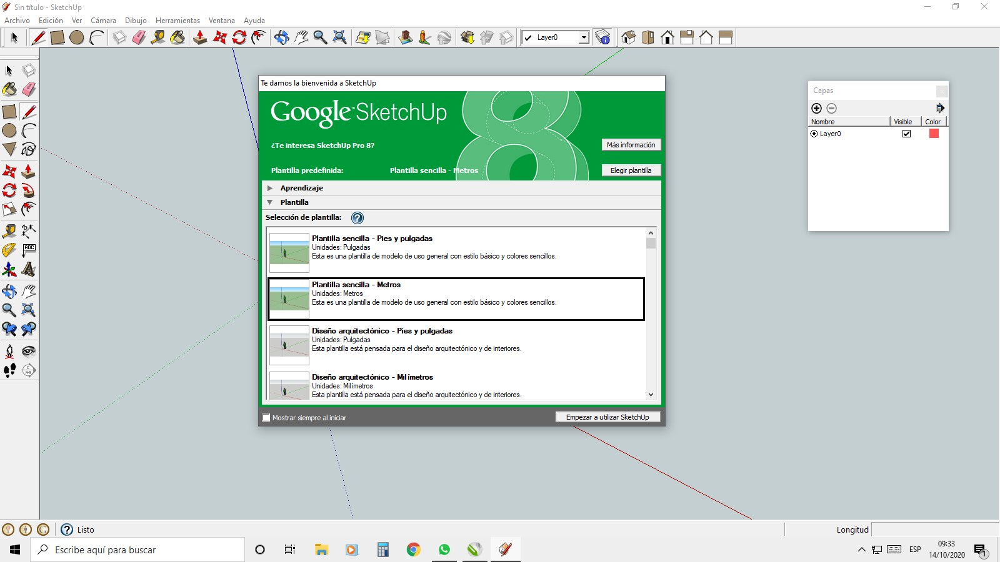 Sin título - SketchUp
Archivo Edición Ver Cámara Dibujo Herramientas Ventana Ayuda
Layer0
Te damos la bienvenida a SketchUp
Google™ SketchUp
8
¿Te interesa SketchUp Pro 8?
Más información
Plantilla predefinida: Plantilla sencilla - Metros
Elegir plantilla
Aprendizaje
Plantilla
Selección de plantilla: ?
Plantilla sencilla - Pies y pulgadas
Unidades: Pulgadas
Esta es una plantilla de modelo de uso general con estilo básico y colores sencillos.
Plantilla sencilla - Metros
Unidades: Metros
Esta es una plantilla de modelo de uso general con estilo básico y colores sencillos.
Diseño arquitectónico - Pies y pulgadas
Unidades: Pulgadas
Esta plantilla está pensada para el diseño arquitectónico y de interiores.
Diseño arquitectónico - Milímetros
Unidades: Milímetros
Esta plantilla está pensada para el diseño arquitectónico y de interiores.
Mostrar siempre al iniciar
Empezar a utilizar SketchUp
Capas
Nombre Visible Color
Layer0
ABC
A
? Listo
Longitud
Escribe aquí para buscar
ESP
09:33
14/10/2020
1